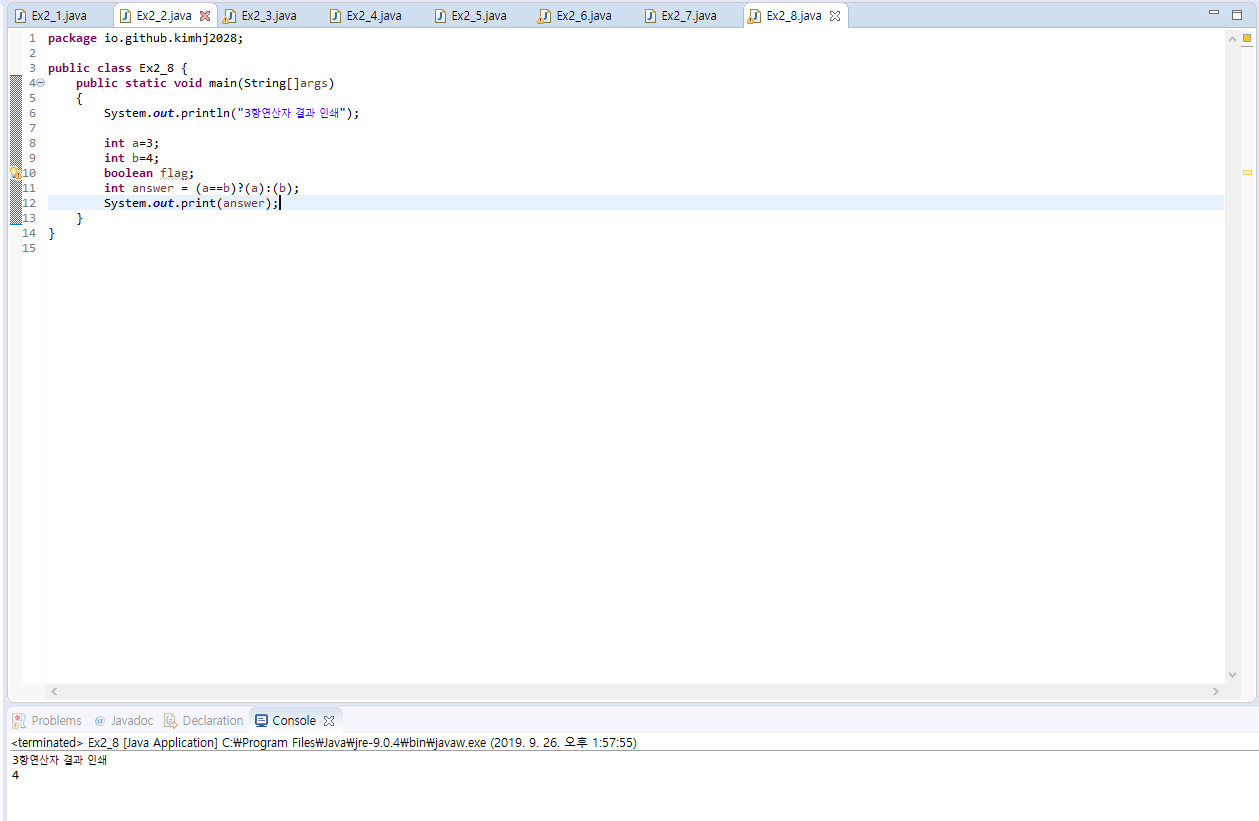 Ex2_1.java Ex2_2.java Ex2_3.java Ex2_4.java Ex2_5.java Ex2_6.java Ex2_7.java Ex2_8.java
1 package io.github.kimhj2028;
2
3 public class Ex2_8 {
4 public static void main(String[]args)
5 {
6 System.out.println("3항연산자 결과 인쇄");
7
8 int a=3;
9 int b=4;
10 boolean flag;
11 int answer = (a==b)?(a):(b);
12 System.out.print(answer);
13 }
14 }
15
Problems @ Javadoc Declaration Console
<terminated> Ex2_8 [Java Application] C:₩Program Files₩Java₩jre-9.0.4₩bin₩javaw.exe (2019. 9. 26. 오후 1:57:55)
3항연산자 결과 인쇄
4